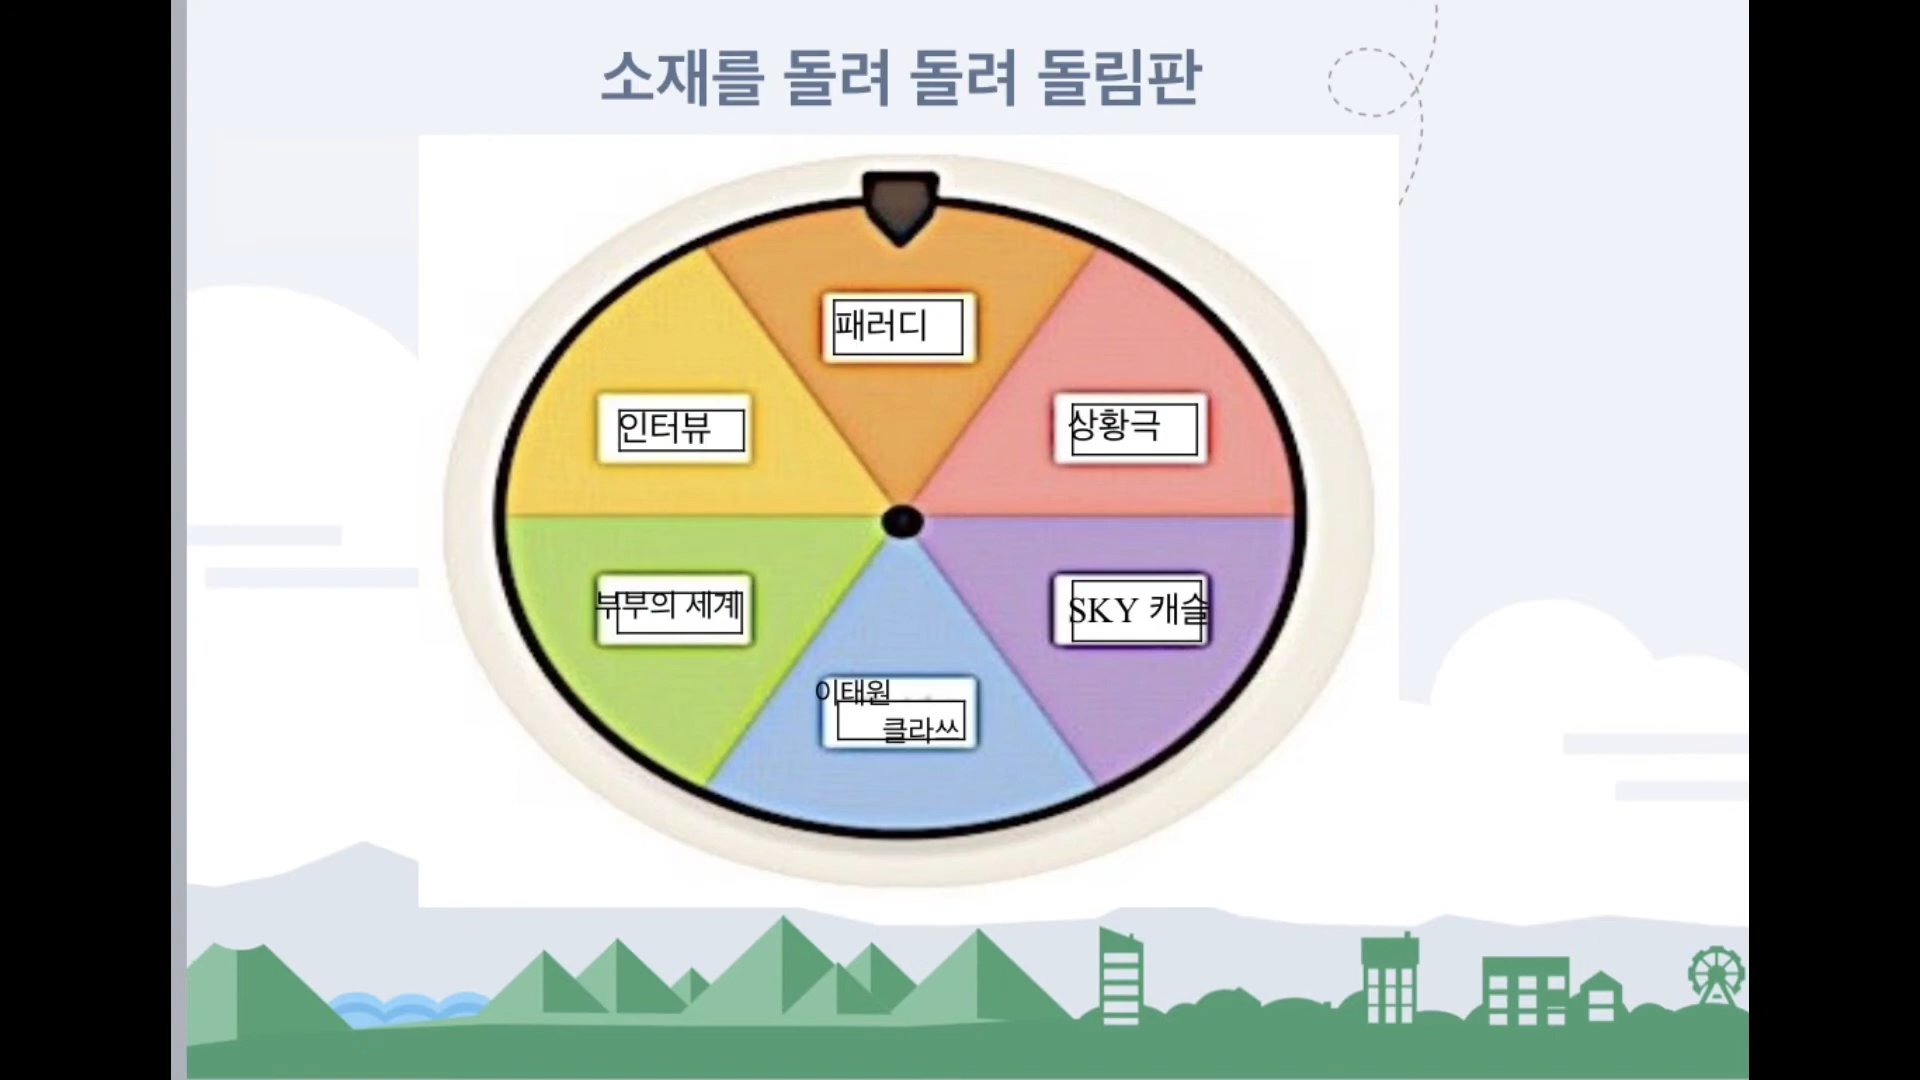 소재를 돌려 돌려 돌림판
패러디
인터뷰
상황극
부부의 세계
SKY 캐슬
이태원
클라쓰